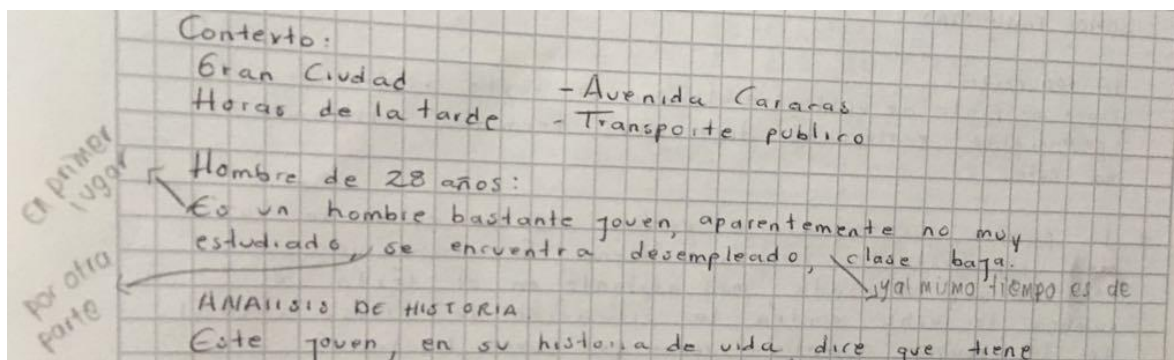 Contexto:
Gran Ciudad - Avenida Caracas
Horas de la tarde - Transporte publico
En primer
lugar
Hombre de 28 años:
Es un hombre bastante joven, aparentemente no muy
estudiado, se encuentra desempleado, clase baja.
y al mismo tiempo es de
por otra
parte
ANALISIS DE HISTORIA
Este joven, en su historia de vida dice que tiene